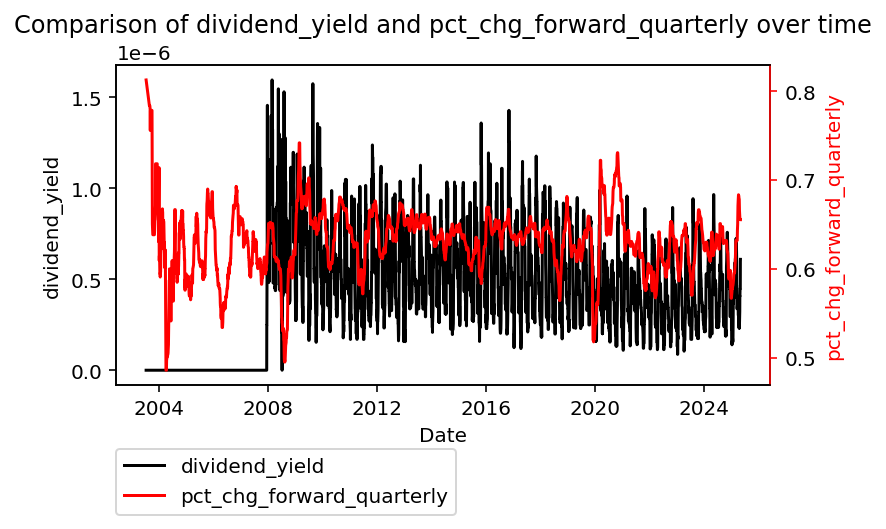 Comparison of dividend_yield and pct_chg_forward_quarterly over time
1e−6
1.5
1.0
0.5
0.0
dividend_yield
0.8
0.7
0.6
0.5
pct_chg_forward_quarterly
2004 2008 2012 2016 2020 2024
Date
dividend_yield
pct_chg_forward_quarterly